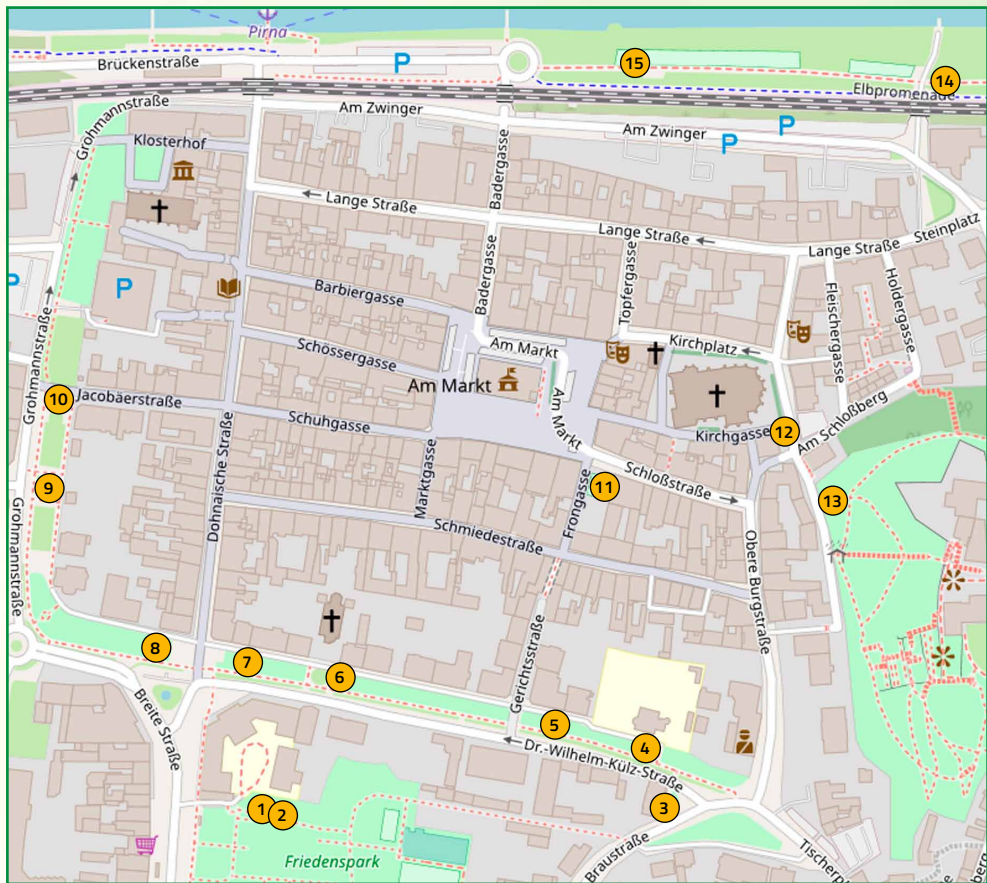 Pirna
15
P
Brückenstraße
14
Elbpromenade
Grohmannstraße
Am Zwinger
Am Zwinger
P
P
Klosterhof
Badergasse
Lange Straße
Lange Straße
Lange Straße
Steinplatz
Topfergasse
Fleischergasse
Holdergasse
P
P
Barbiergasse
Badergasse
Grohmannstraße
Schössergasse
Am Markt
Kirchplatz
Am Markt
Am Markt
10
Jacobäerstraße
Schuhgasse
Kirchgasse
12
Am Schloßberg
Dohnaische Straße
Marktgasse
9
Frongasse
11
Schloßstraße
13
Grohmannstraße
Schmiedestraße
Obere Burgstraße
8
7
6
Gerichtsstraße
5
4
Breite Straße
Dr.-Wilhelm-Külz-Straße
1
2
3
Friedenspark
Braustraße